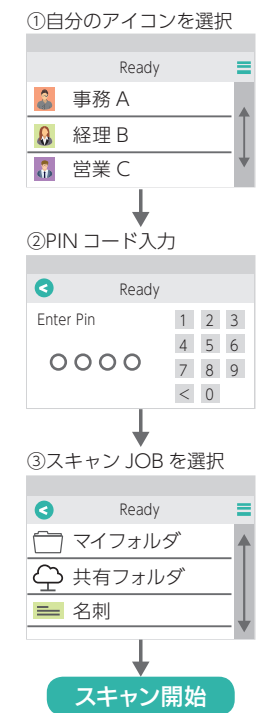 ①自分のアイコンを選択
Ready
事務 A
経理 B
営業 C
②PIN コード入力
Ready
Enter Pin
1 2 3
4 5 6
7 8 9
< 0
③スキャン JOB を選択
Ready
マイフォルダ
共有フォルダ
名刺
スキャン開始